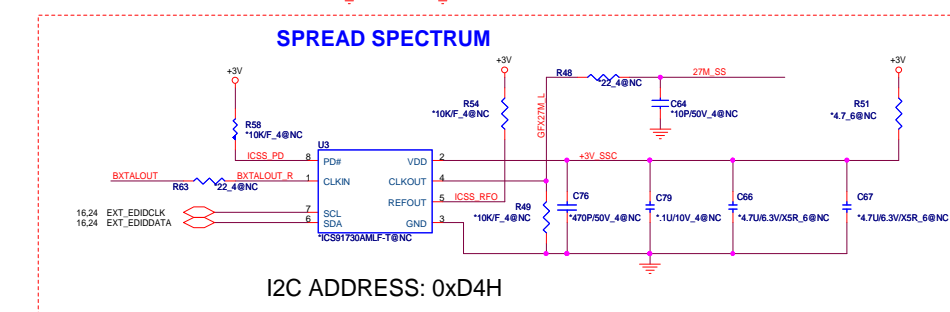 SPREAD SPECTRUM
+3V
+3V
+3V
R48
*22_4@NC
27M_SS
GFX27M_L
C64
*10P/50V_4@NC
R54
*10K/F_4@NC
R51
*4.7_6@NC
R58
*10K/F_4@NC
U3
ICSS_PD
8
PD#
VDD
2
+3V_SSC
BXTALOUT
R63
22_4@NC
BXTALOUT_R
1
CLKIN
CLKOUT
4
REFOUT
5
ICSS_RFO
16,24
EXT_EDIDCLK
7
SCL
16,24
EXT_EDIDDATA
6
SDA
GND
3
*ICS91730AMLF-T@NC
R49
*10K/F_4@NC
C76
*470P/50V_4@NC
C79
*.1U/10V_4@NC
C66
*4.7U/6.3V/X5R_6@NC
C67
*4.7U/6.3V/X5R_6@NC
I2C ADDRESS: 0xD4H